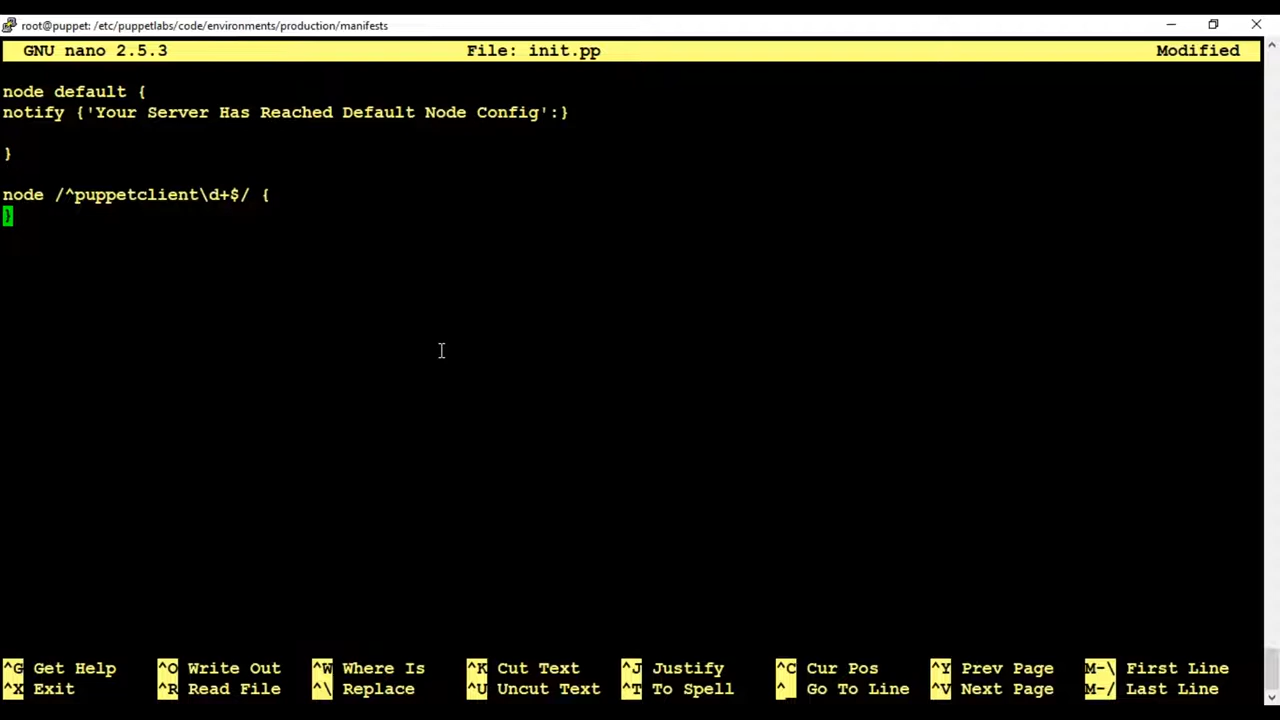 root@puppet: /etc/puppetlabs/code/environments/production/manifests
GNU nano 2.5.3 File: init.pp Modified
node default {
notify {'Your Server Has Reached Default Node Config':}
}
node /^puppetclient\d+$/ {
}
^G Get Help ^O Write Out ^W Where Is ^K Cut Text ^J Justify ^C Cur Pos ^Y Prev Page M-\ First Line
^X Exit ^R Read File ^\ Replace ^U Uncut Text ^T To Spell ^_ Go To Line ^V Next Page M-/ Last Line